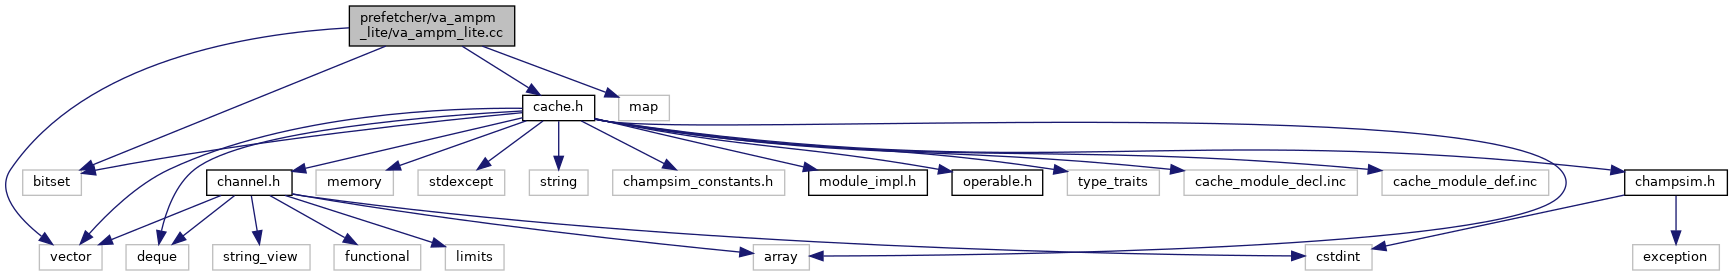 prefetcher/va_ampm
_lite/va_ampm_lite.cc
cache.h
map
bitset
channel.h
memory
stdexcept
string
champsim_constants.h
module_impl.h
operable.h
type_traits
cache_module_decl.inc
cache_module_def.inc
champsim.h
vector
deque
string_view
functional
limits
array
cstdint
exception